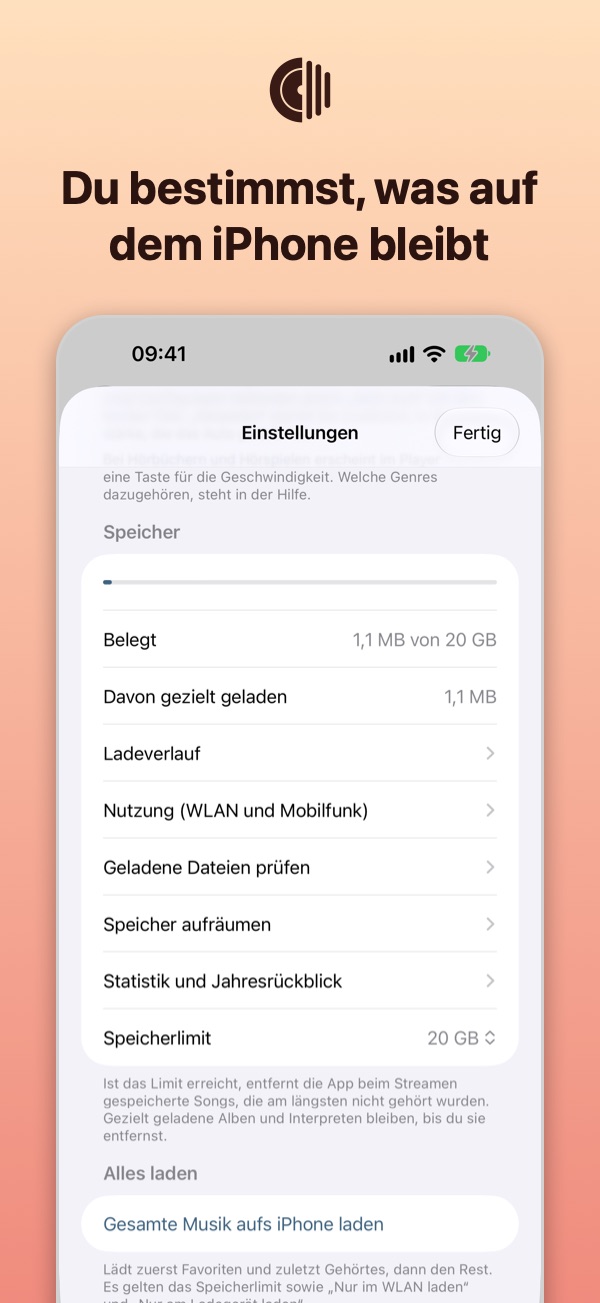 Du bestimmst, was auf
dem iPhone bleibt
09:41
Einstellungen
Fertig
eine Taste für die Geschwindigkeit. Welche Genres
dazugehören, steht in der Hilfe.
Speicher
Belegt 1,1 MB von 20 GB
Davon gezielt geladen 1,1 MB
Ladeverlauf
Nutzung (WLAN und Mobilfunk)
Geladene Dateien prüfen
Speicher aufräumen
Statistik und Jahresrückblick
Speicherlimit 20 GB
Ist das Limit erreicht, entfernt die App beim Streamen
gespeicherte Songs, die am längsten nicht gehört wurden.
Gezielt geladene Alben und Interpreten bleiben, bis du sie
entfernst.
Alles laden
Gesamte Musik aufs iPhone laden
Lädt zuerst Favoriten und zuletzt Gehörtes, dann den Rest.
Es gelten das Speicherlimit sowie „Nur im WLAN laden“
und „Nur am Ladegerät laden“